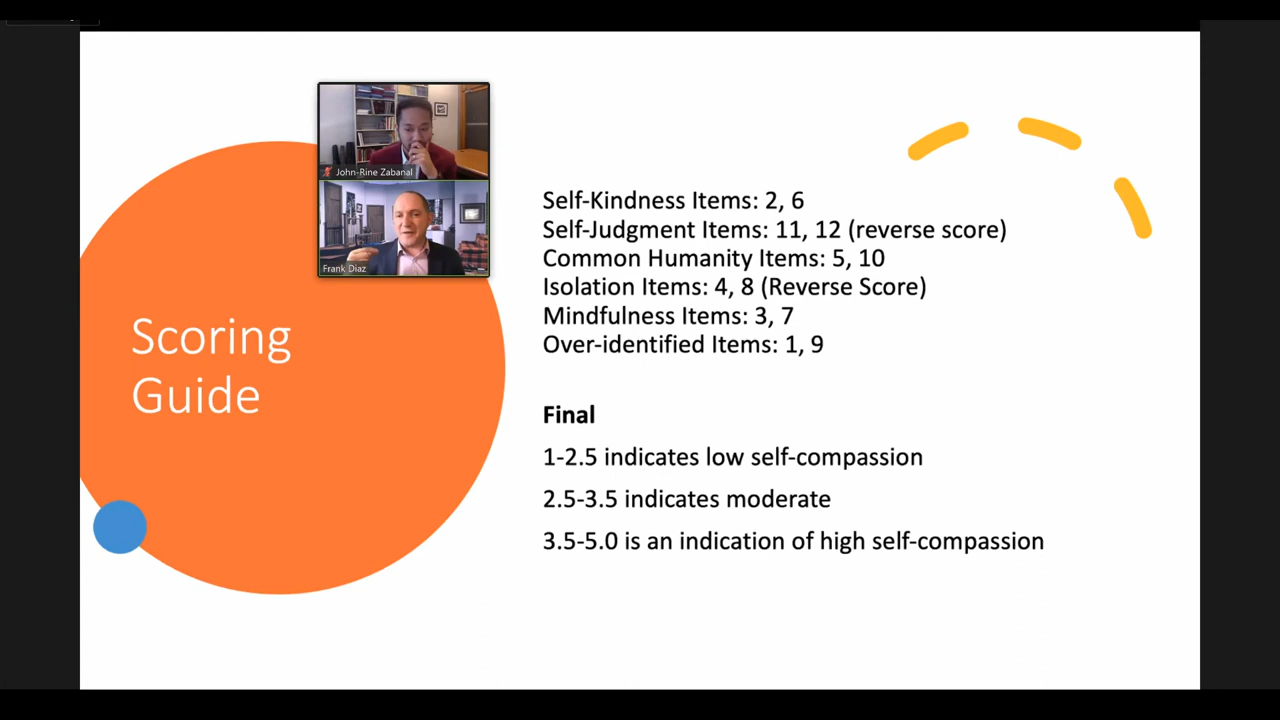 John-Rine Zabanal
Frank Diaz
Scoring
Guide
Self-Kindness Items: 2, 6
Self-Judgment Items: 11, 12 (reverse score)
Common Humanity Items: 5, 10
Isolation Items: 4, 8 (Reverse Score)
Mindfulness Items: 3, 7
Over-identified Items: 1, 9
Final
1-2.5 indicates low self-compassion
2.5-3.5 indicates moderate
3.5-5.0 is an indication of high self-compassion